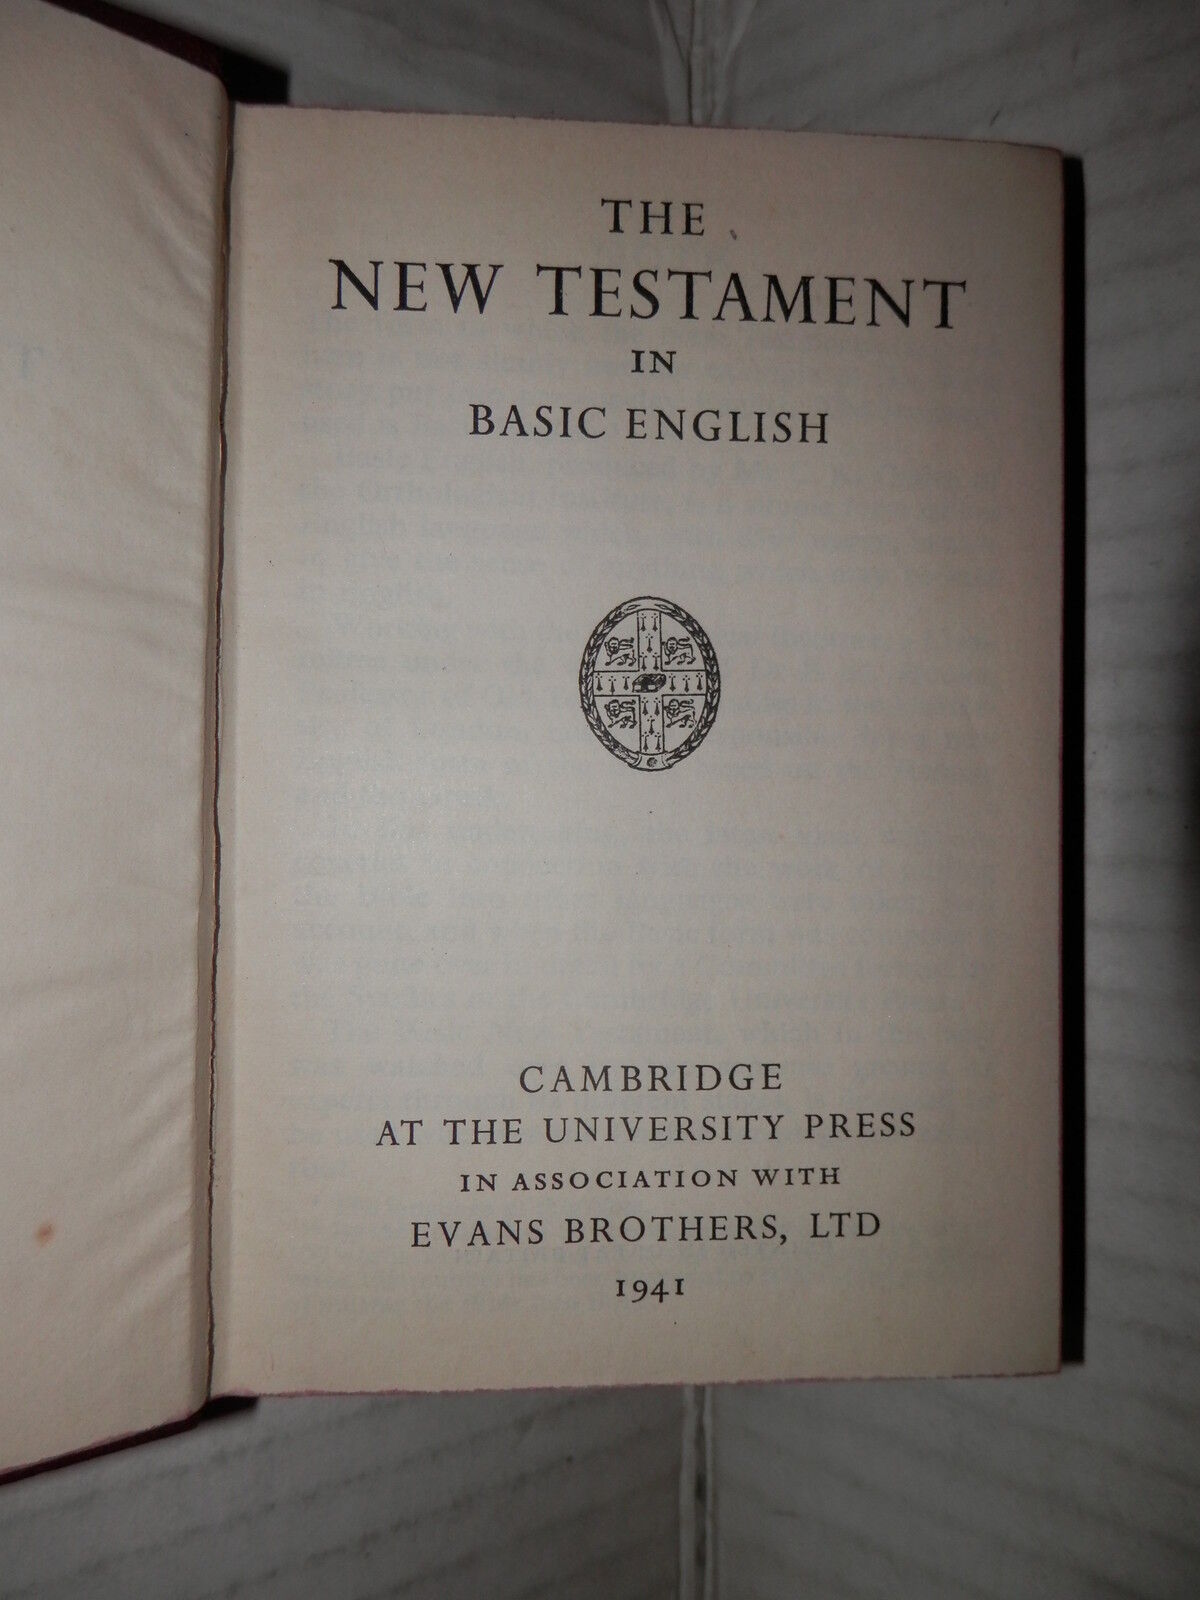 THE
NEW TESTAMENT
IN
BASIC ENGLISH
CAMBRIDGE
AT THE UNIVERSITY PRESS
IN ASSOCIATION WITH
EVANS BROTHERS, LTD
1941